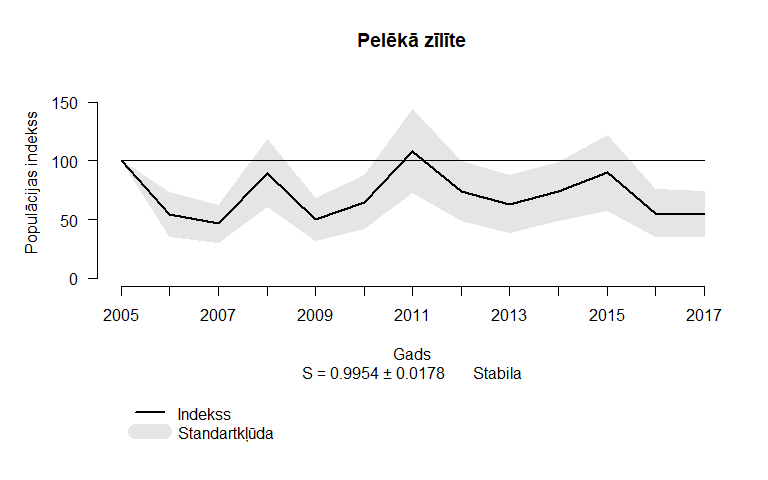 Pelēkā zīlīte
Populācijas indekss
150
100
50
0
2005 2007 2009 2011 2013 2015 2017
Gads
S = 0.9954 ± 0.0178 Stabila
Indekss
Standartkļūda